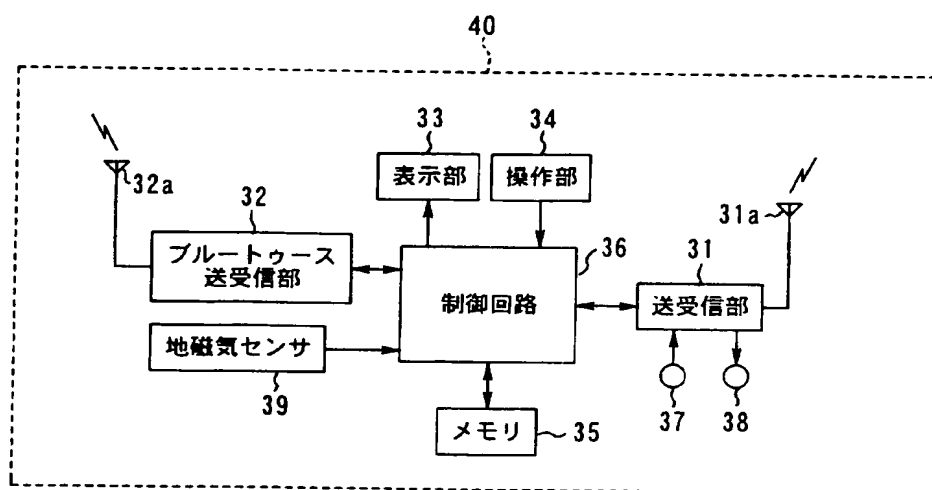 40
33
34
表示部
操作部
32a
31a
32
ブルートゥース
送受信部
36
31
制御回路
送受信部
地磁気センサ
39
37
38
メモリ
35